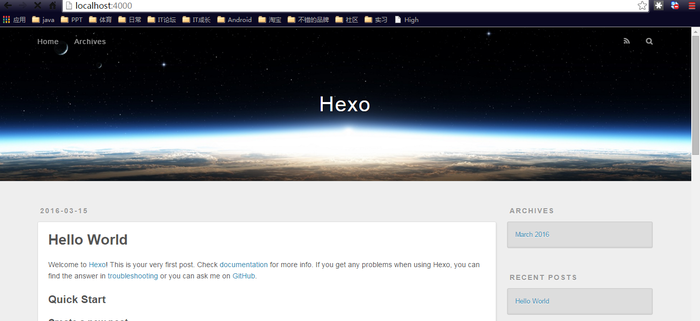 localhost:4000
应用 java PPT 体育 日常 IT论坛 IT成长 Android 淘宝 不错的品牌 社区 实习 High
Home Archives
Hexo
2016-03-15
Hello World
Welcome to Hexo! This is your very first post. Check documentation for more info. If you get any problems when using Hexo, you can
find the answer in troubleshooting or you can ask me on GitHub.
Quick Start
Create a new post
ARCHIVES
March 2016
RECENT POSTS
Hello World